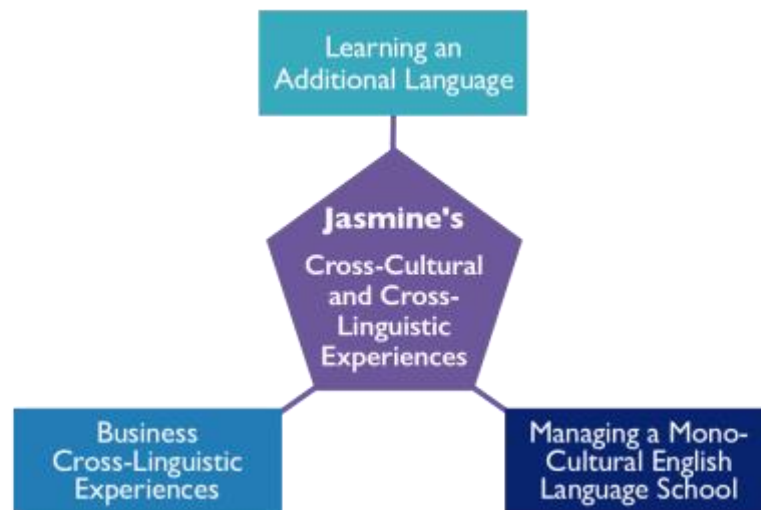 Learning an
Additional Language
Jasmine's
Cross-Cultural
and Cross-
Linguistic
Experiences
Business
Cross-Linguistic
Experiences
Managing a Mono-
Cultural English
Language School